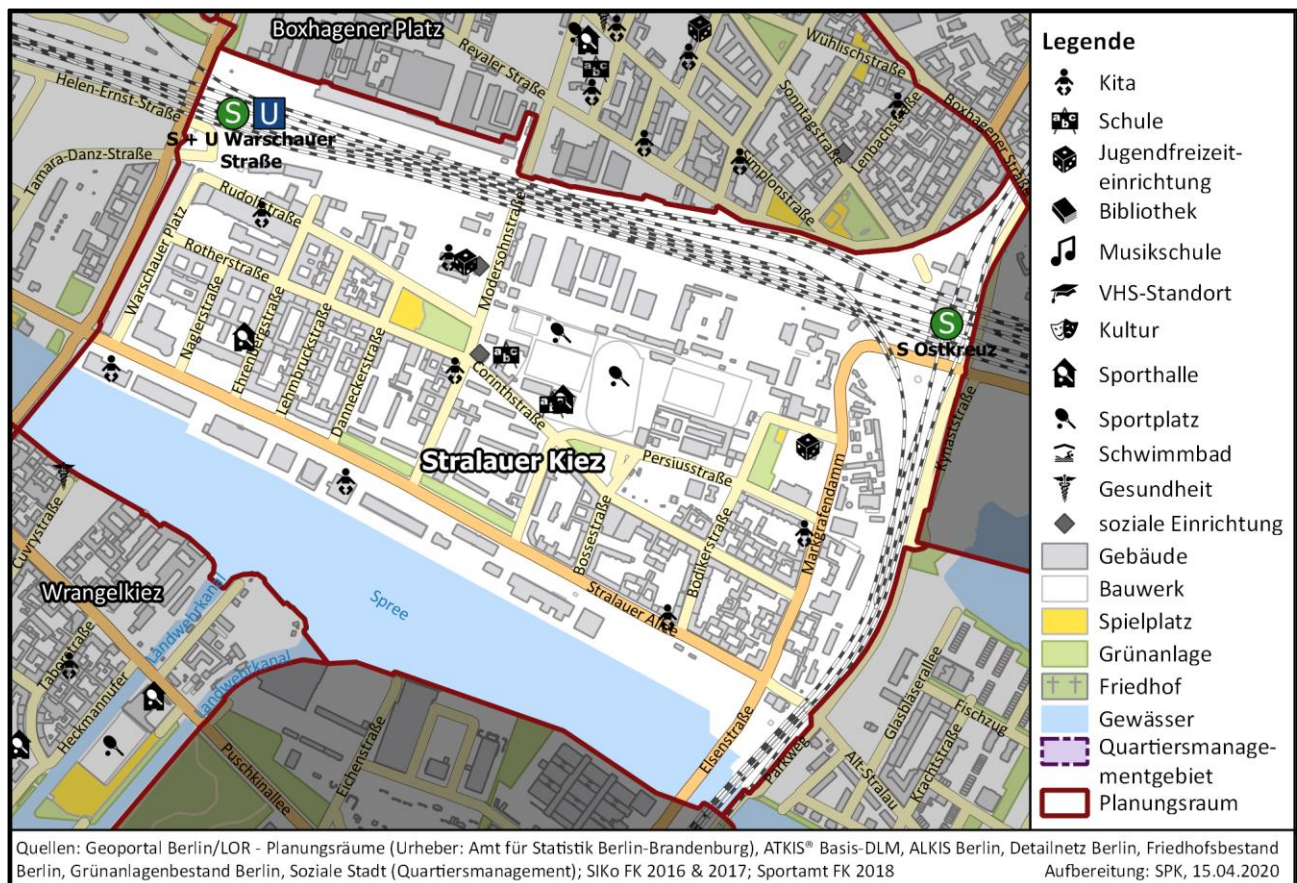 Boxhagener Platz
Revaler Straße
Wühlischstraße
Helen-Ernst-Straße
S
U
S + U Warschauer
Straße
Sonntagstraße
Lenbachstraße
Boxhagener Straße
Tamara-Danz-Straße
Simplonstraße
Rudolfstraße
Modersohnstraße
Warschauer Platz
Rotherstraße
Naglerstraße
Ehrenbergstraße
Lehmbruckstraße
Danneckerstraße
S
S Ostkreuz
Corinthstraße
Kynaststraße
Stralauer Kiez
Persiusstraße
Markgrafendamm
Cuvrystraße
Bossestraße
Bödikerstraße
Wrangelkiez
Spree
Stralauer Allee
Landwehrkanal
Taborstraße
Landwehrkanal
Heckmannufer
Glasbläserallee
Fischzug
Elsenstraße
Puschkinallee
Eichenstraße
Parkweg
Alt-Stralau
Krachtstraße
Legende
Kita
abc
Schule
Jugendfreizeit-
einrichtung
Bibliothek
Musikschule
VHS-Standort
Kultur
Sporthalle
Sportplatz
Schwimmbad
Gesundheit
soziale Einrichtung
Gebäude
Bauwerk
Spielplatz
Grünanlage
Friedhof
Gewässer
Quartiersmanage-
mentgebiet
Planungsraum
Quellen: Geoportal Berlin/LOR - Planungsräume (Urheber: Amt für Statistik Berlin-Brandenburg), ATKIS® Basis-DLM, ALKIS Berlin, Detailnetz Berlin, Friedhofsbestand
Berlin, Grünanlagenbestand Berlin, Soziale Stadt (Quartiersmanagement); SIKo FK 2016 & 2017; Sportamt FK 2018
Aufbereitung: SPK, 15.04.2020